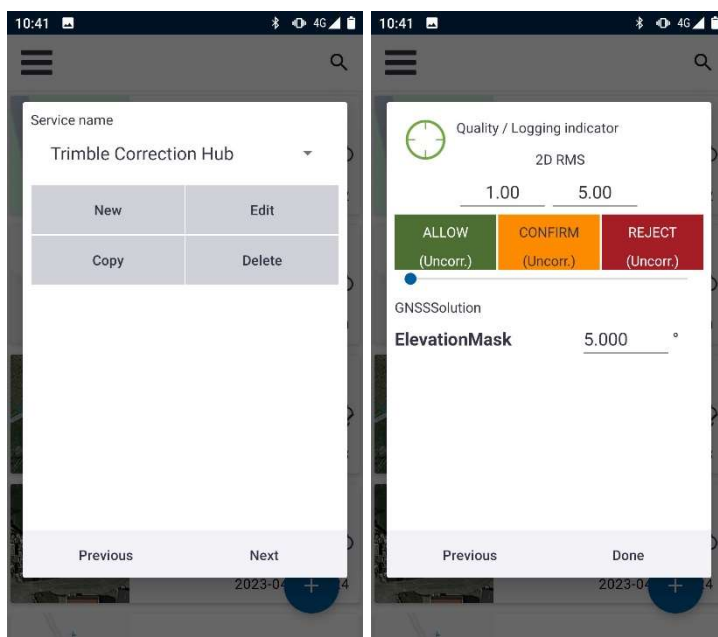 10:41
4G
Service name
Trimble Correction Hub
New
Edit
Copy
Delete
Previous
Next
2023-04
4
10:41
4G
Quality / Logging indicator
2D RMS
1.00
5.00
ALLOW
(Uncorr.)
CONFIRM
(Uncorr.)
REJECT
(Uncorr.)
GNSSSolution
ElevationMask
5.000
°
Previous
Done
2023-04
4